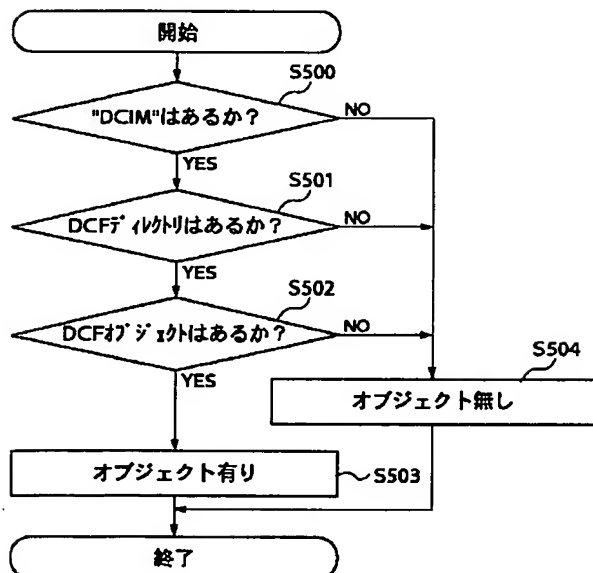 開始
S500
"DCIM"はあるか？
NO
YES
S501
DCFﾃﾞｨﾚｸﾄﾘはあるか？
NO
YES
S502
DCFｵﾌﾞｼﾞｪｸﾄはあるか？
NO
YES
S504
オブジェクト無し
オブジェクト有り
S503
終了